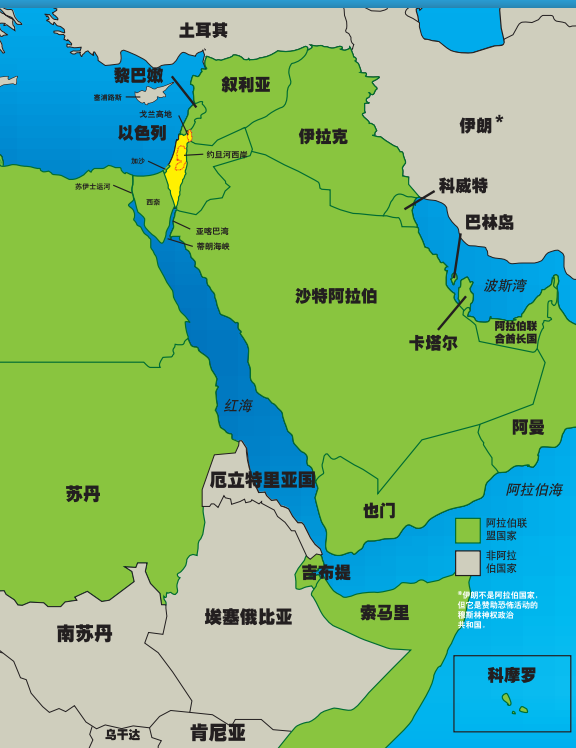 土耳其
黎巴嫩
叙利亚
塞浦路斯
戈兰高地
以色列
伊拉克
伊朗*
加沙
约旦河西岸
苏伊士运河
西奈
科威特
巴林岛
亚喀巴湾
蒂朗海峡
沙特阿拉伯
波斯湾
卡塔尔
阿拉伯联
合酋长国
红海
阿曼
厄立特里亚国
苏丹
也门
阿拉伯海
阿拉伯联
盟国家
非阿拉
伯国家
吉布提
埃塞俄比亚
索马里
*伊朗不是阿拉伯国家，
但它是赞助恐怖活动的
穆斯林神权政治
共和国.
南苏丹
科摩罗
乌干达
肯尼亚